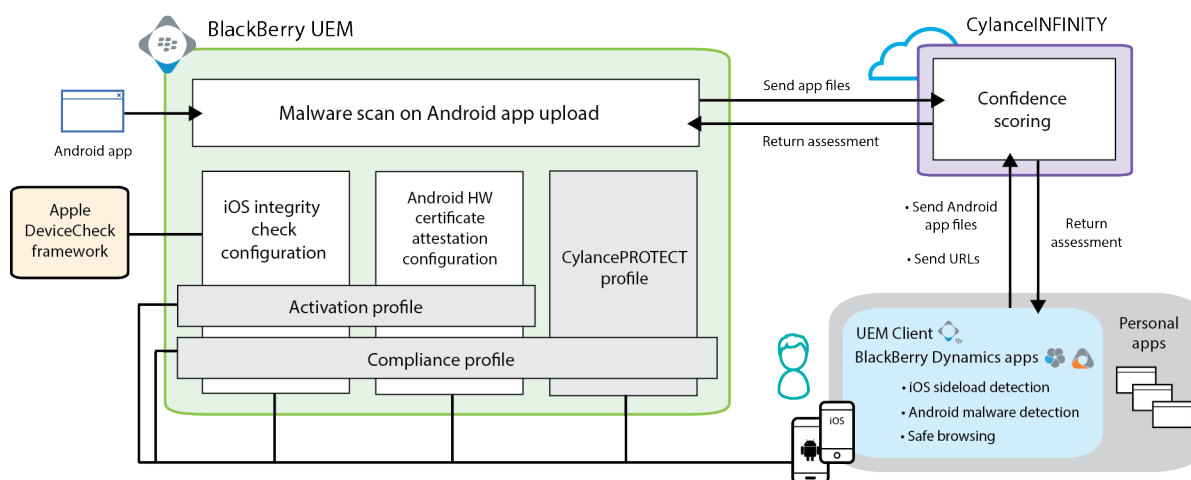 BlackBerry UEM
CylanceINFINITY
Malware scan on Android app upload
Send app files
Return assessment
Confidence
scoring
Android app
Apple
DeviceCheck
framework
iOS integrity
check
configuration
Android HW
certificate
attestation
configuration
CylancePROTECT
profile
Activation profile
Compliance profile
• Send Android
app files
• Send URLs
Return
assessment
UEM Client
BlackBerry Dynamics apps
• iOS sideload detection
• Android malware detection
• Safe browsing
Personal
apps
iOS